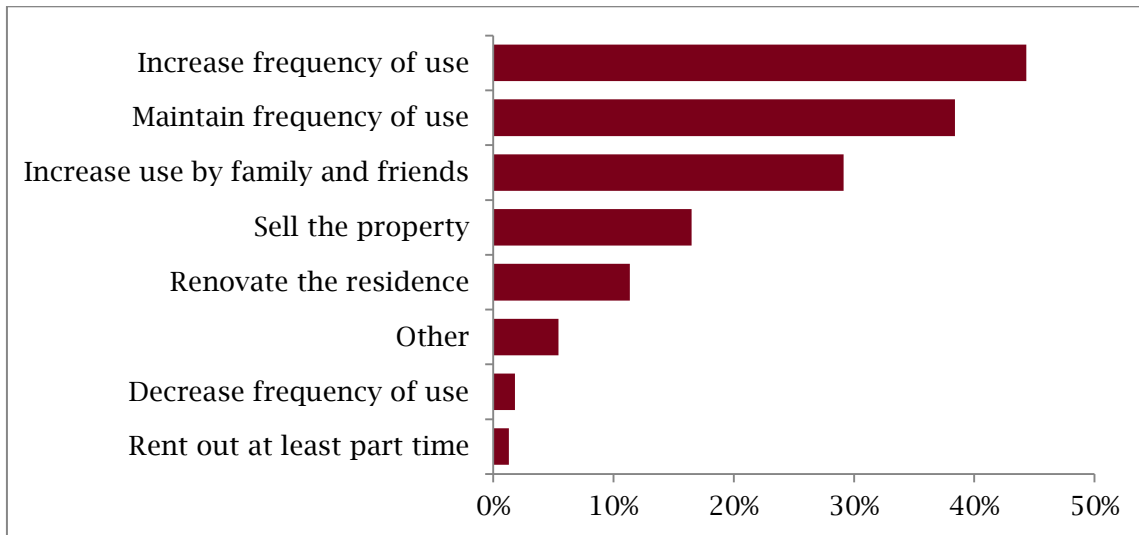 Increase frequency of use
Maintain frequency of use
Increase use by family and friends
Sell the property
Renovate the residence
Other
Decrease frequency of use
Rent out at least part time
0% 10% 20% 30% 40% 50%